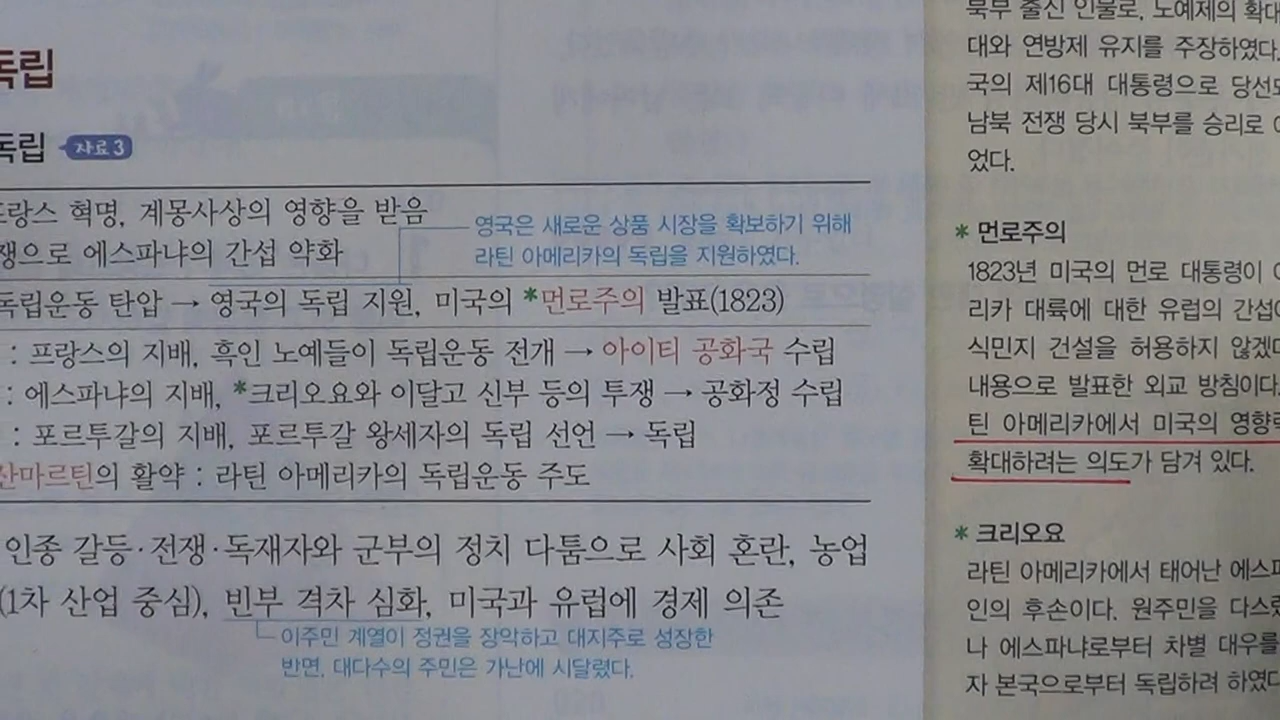 독립
독립 자료 3
프랑스 혁명, 계몽사상의 영향을 받음
쟁으로 에스파냐의 간섭 약화
영국은 새로운 상품 시장을 확보하기 위해
라틴 아메리카의 독립을 지원하였다.
독립운동 탄압 → 영국의 독립 지원, 미국의 *먼로주의 발표(1823)
: 프랑스의 지배, 흑인 노예들이 독립운동 전개 → 아이티 공화국 수립
: 에스파냐의 지배, *크리오요와 이달고 신부 등의 투쟁 → 공화정 수립
: 포르투갈의 지배, 포르투갈 왕세자의 독립 선언 → 독립
산마르틴의 활약 : 라틴 아메리카의 독립운동 주도
인종 갈등·전쟁·독재자와 군부의 정치 다툼으로 사회 혼란, 농업
(1차 산업 중심), 빈부 격차 심화, 미국과 유럽에 경제 의존
이주민 계열이 정권을 장악하고 대지주로 성장한
반면, 대다수의 주민은 가난에 시달렸다.
북부 출신 인물로, 노예제의 확대
대와 연방제 유지를 주장하였다.
국의 제16대 대통령으로 당선되
남북 전쟁 당시 북부를 승리로 이
었다.
* 먼로주의
1823년 미국의 먼로 대통령이
리카 대륙에 대한 유럽의 간섭
식민지 건설을 허용하지 않겠다
내용으로 발표한 외교 방침이다
틴 아메리카에서 미국의 영향력
확대하려는 의도가 담겨 있다.
* 크리오요
라틴 아메리카에서 태어난 에스파
인의 후손이다. 원주민을 다스렸
나 에스파냐로부터 차별 대우를
자 본국으로부터 독립하려 하였다